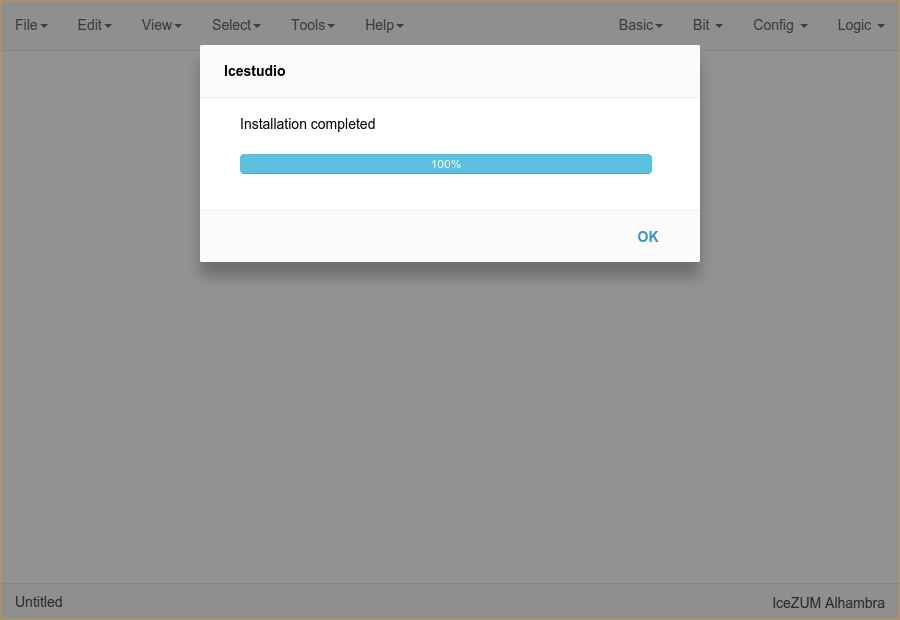 File Edit View Select Tools Help Basic Bit Config Logic
Icestudio
Installation completed
100%
OK
Untitled IceZUM Alhambra